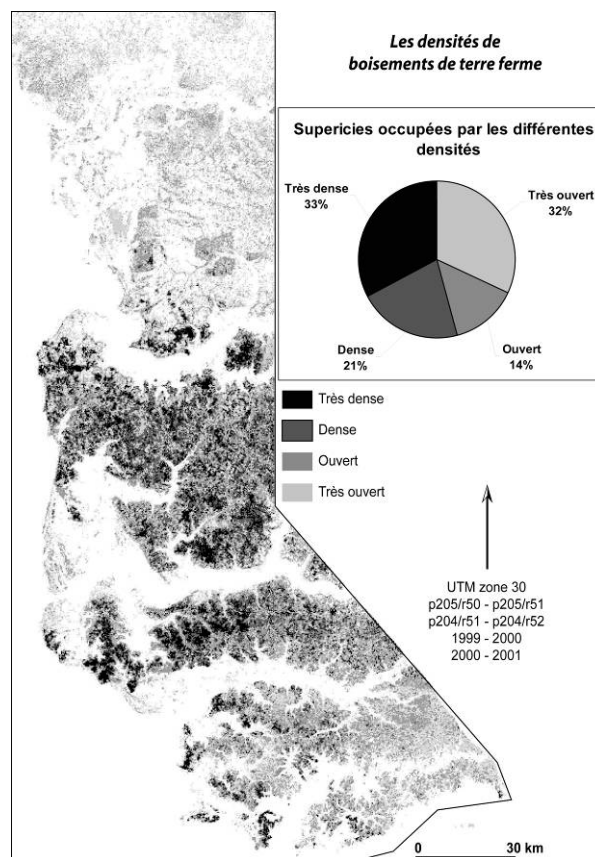 Les densités de
boisements de terre ferme
Supericies occupées par les différentes
densités
Très dense
33%
Très ouvert
32%
Dense
21%
Ouvert
14%
Très dense
Dense
Ouvert
Très ouvert
UTM zone 30
p205/r50 - p205/r51
p204/r51 - p204/r52
1999 - 2000
2000 - 2001
0 30 km